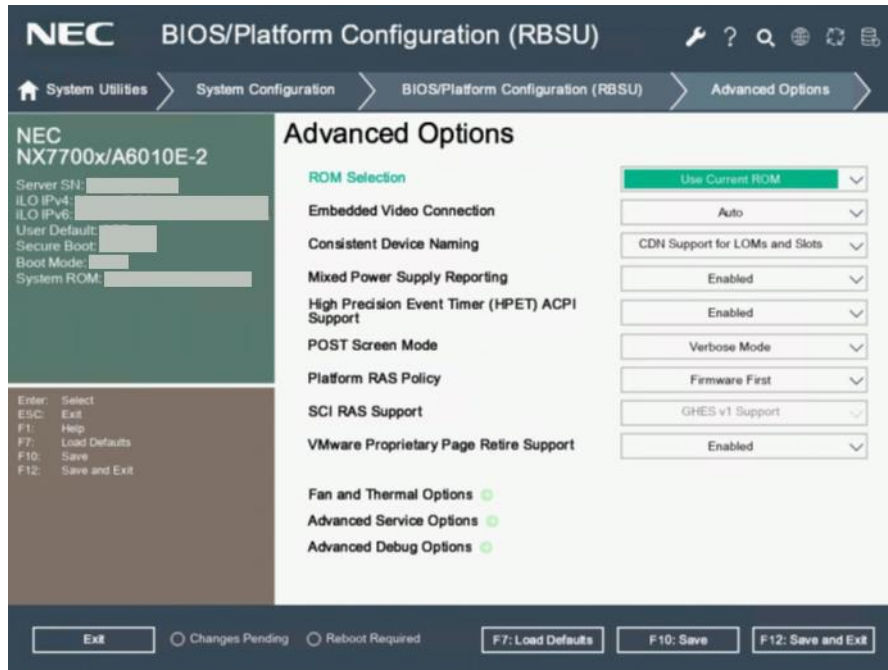 NEC BIOS/Platform Configuration (RBSU) ?
System Utilities System Configuration BIOS/Platform Configuration (RBSU) Advanced Options
NEC
NX7700x/A6010E-2
Server SN:
iLO IPv4:
iLO IPv6:
User Default:
Secure Boot:
Boot Mode:
System ROM:
Enter: Select
ESC: Exit
F1: Help
F7: Load Defaults
F10: Save
F12: Save and Exit
Advanced Options
ROM Selection Use Current ROM
Embedded Video Connection Auto
Consistent Device Naming CDN Support for LOMs and Slots
Mixed Power Supply Reporting Enabled
High Precision Event Timer (HPET) ACPI
Support Enabled
POST Screen Mode Verbose Mode
Platform RAS Policy Firmware First
SCI RAS Support GHES v1 Support
VMware Proprietary Page Retire Support Enabled
Fan and Thermal Options
Advanced Service Options
Advanced Debug Options
Exit Changes Pending Reboot Required F7: Load Defaults F10: Save F12: Save and Exit